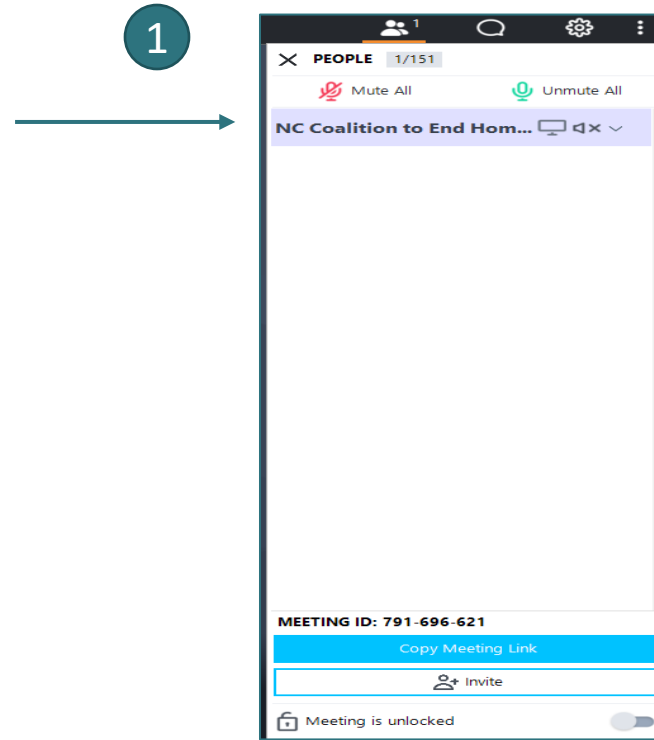 1
1
PEOPLE 1/151
Mute All Unmute All
NC Coalition to End Hom...
MEETING ID: 791-696-621
Copy Meeting Link
Invite
Meeting is unlocked